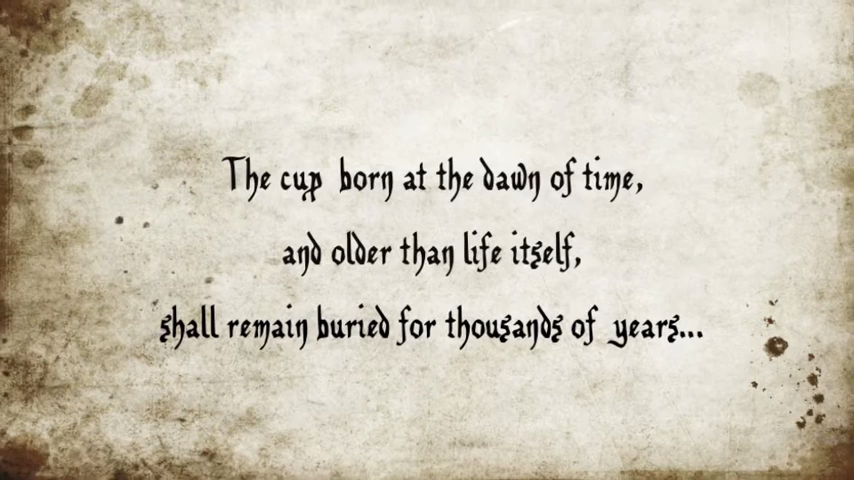 The cup born at the dawn of time,
and older than life itself,
shall remain buried for thousands of years...